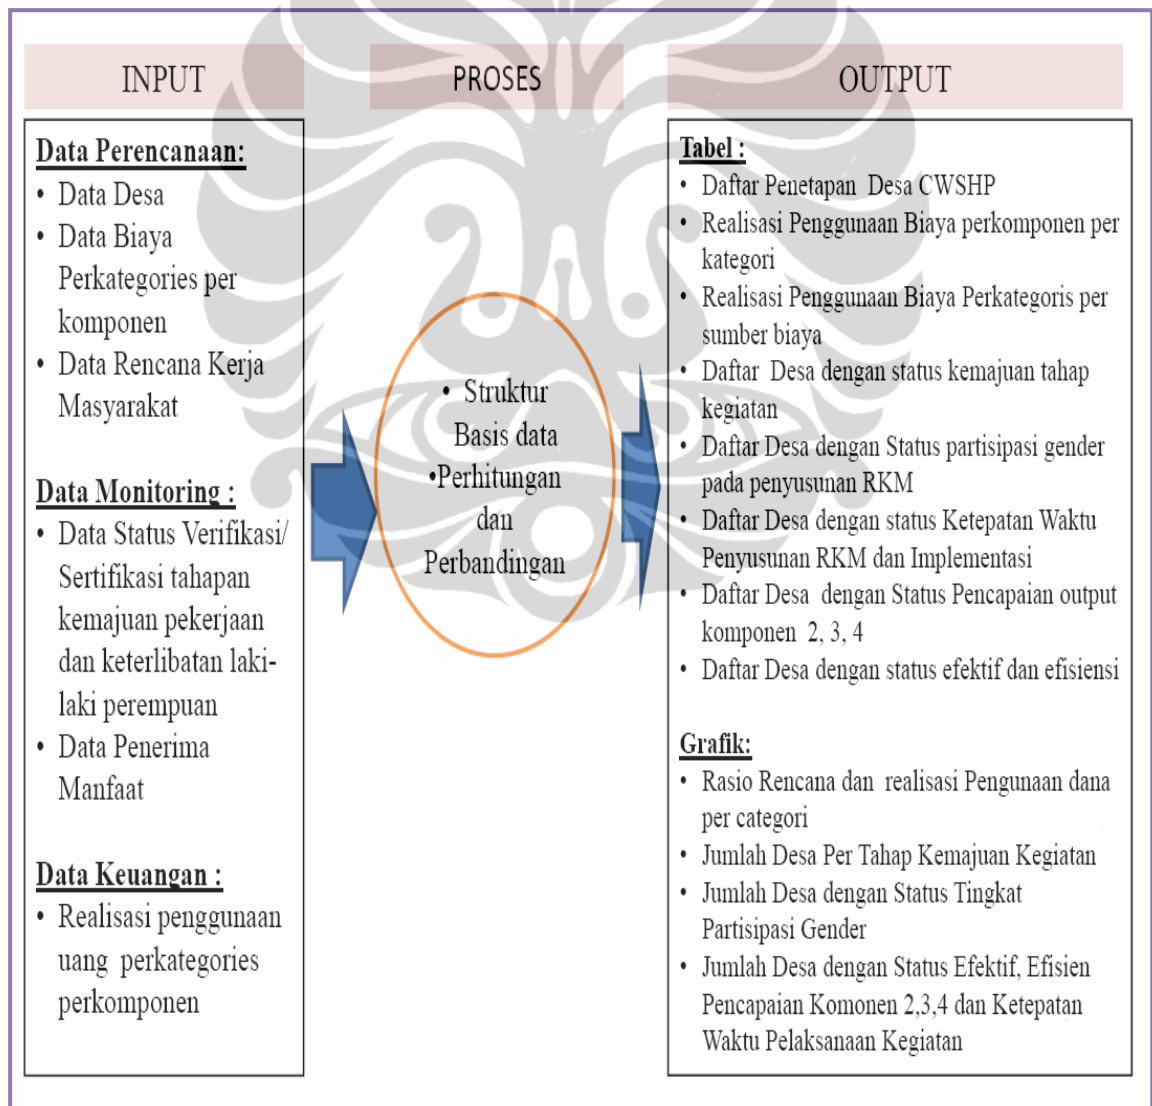 INPUT
PROSES
OUTPUT
Data Perencanaan:
• Data Desa
• Data Biaya
Perkategories per
komponen
• Data Rencana Kerja
Masyarakat
Data Monitoring :
• Data Status Verifikasi/
Sertifikasi tahapan
kemajuan pekerjaan
dan keterlibatan laki-
laki perempuan
• Data Penerima
Manfaat
Data Keuangan :
• Realisasi penggunaan
uang perkategories
perkomponen
• Struktur
Basis data
•Perhitungan
dan
Perbandingan
Tabel :
• Daftar Penetapan Desa CWSHP
• Realisasi Penggunaan Biaya perkomponen per
kategori
• Realisasi Penggunaan Biaya Perkategoris per
sumber biaya
• Daftar Desa dengan status kemajuan tahap
kegiatan
• Daftar Desa dengan Status partisipasi gender
pada penyusunan RKM
• Daftar Desa dengan status Ketepatan Waktu
Penyusunan RKM dan Implementasi
• Daftar Desa dengan Status Pencapaian output
komponen 2, 3, 4
• Daftar Desa dengan status efektif dan efisiensi
Grafik:
• Rasio Rencana dan realisasi Pengunaan dana
per categori
• Jumlah Desa Per Tahap Kemajuan Kegiatan
• Jumlah Desa dengan Status Tingkat
Partisipasi Gender
• Jumlah Desa dengan Status Efektif, Efisien
Pencapaian Komonen 2,3,4 dan Ketepatan
Waktu Pelaksanaan Kegiatan